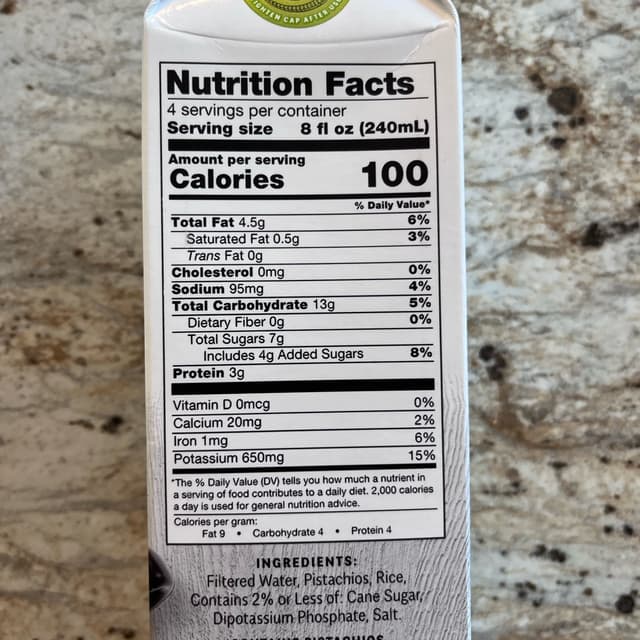 TIGHTEN CAP AFTER USE
Nutrition Facts
4 servings per container
Serving size 8 fl oz (240mL)
Amount per serving
Calories 100
% Daily Value*
Total Fat 4.5g 6%
Saturated Fat 0.5g 3%
Trans Fat 0g
Cholesterol 0mg 0%
Sodium 95mg 4%
Total Carbohydrate 13g 5%
Dietary Fiber 0g 0%
Total Sugars 7g
Includes 4g Added Sugars 8%
Protein 3g
Vitamin D 0mcg 0%
Calcium 20mg 2%
Iron 1mg 6%
Potassium 650mg 15%
*The % Daily Value (DV) tells you how much a nutrient in
a serving of food contributes to a daily diet. 2,000 calories
a day is used for general nutrition advice.
Calories per gram:
Fat 9 • Carbohydrate 4 • Protein 4
INGREDIENTS:
Filtered Water, Pistachios, Rice,
Contains 2% or Less of: Cane Sugar,
Dipotassium Phosphate, Salt.
CONTAINS PISTACHIOS